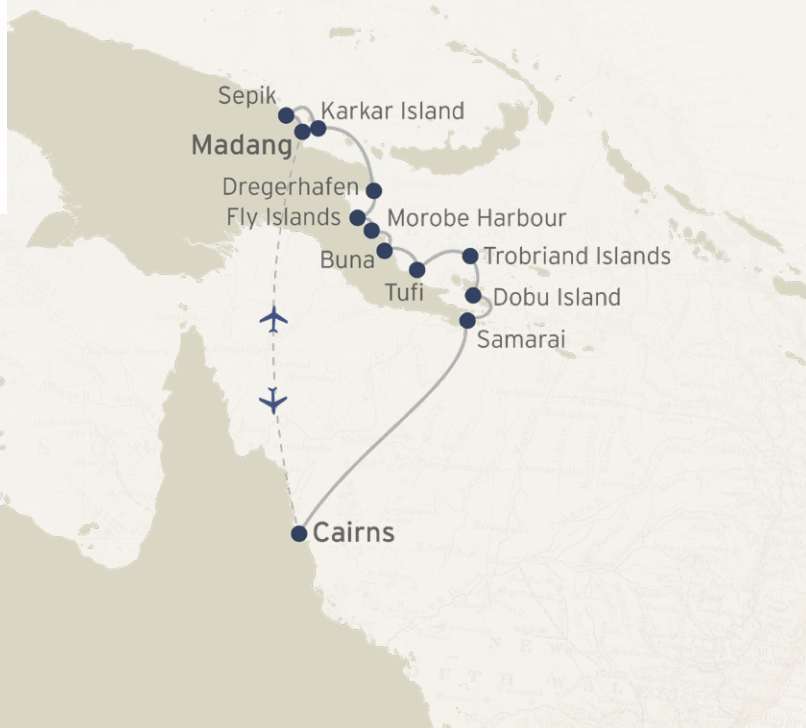 Sepik
Karkar Island
Madang
Dregerhafen
Fly Islands
Morobe Harbour
Buna
Trobriand Islands
Tufi
Dobu Island
Samarai
Cairns